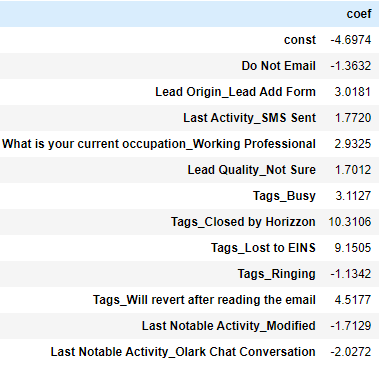 coef
const -4.6974
Do Not Email -1.3632
Lead Origin_Lead Add Form 3.0181
Last Activity_SMS Sent 1.7720
What is your current occupation_Working Professional 2.9325
Lead Quality_Not Sure 1.7012
Tags_Busy 3.1127
Tags_Closed by Horizzon 10.3106
Tags_Lost to EINS 9.1505
Tags_Ringing -1.1342
Tags_Will revert after reading the email 4.5177
Last Notable Activity_Modified -1.7129
Last Notable Activity_Olark Chat Conversation -2.0272